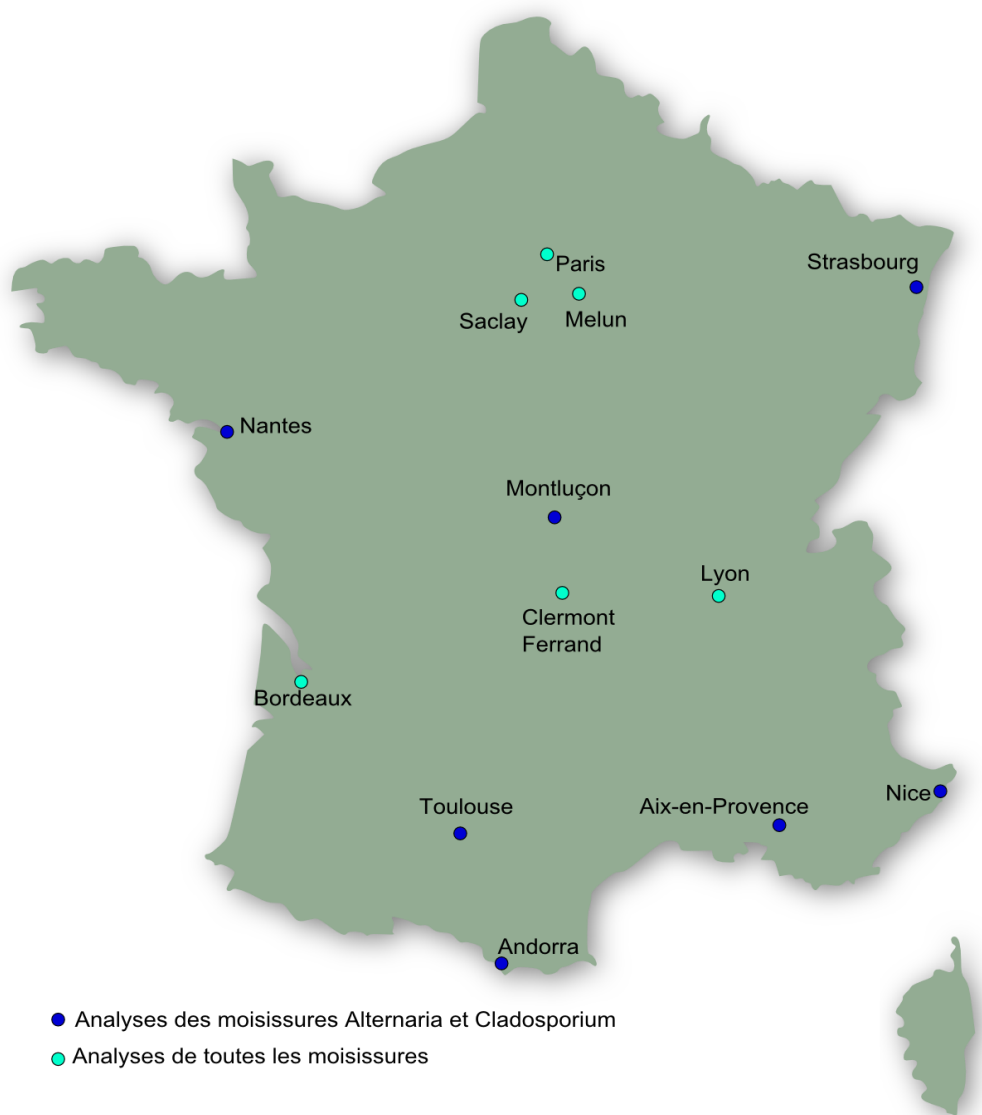 Paris
Strasbourg
Saclay
Melun
Nantes
Montluçon
Lyon
Clermont
Ferrand
Bordeaux
Nice
Toulouse
Aix-en-Provence
Andorra
Analyses des moisissures Alternaria et Cladosporium
Analyses de toutes les moisissures